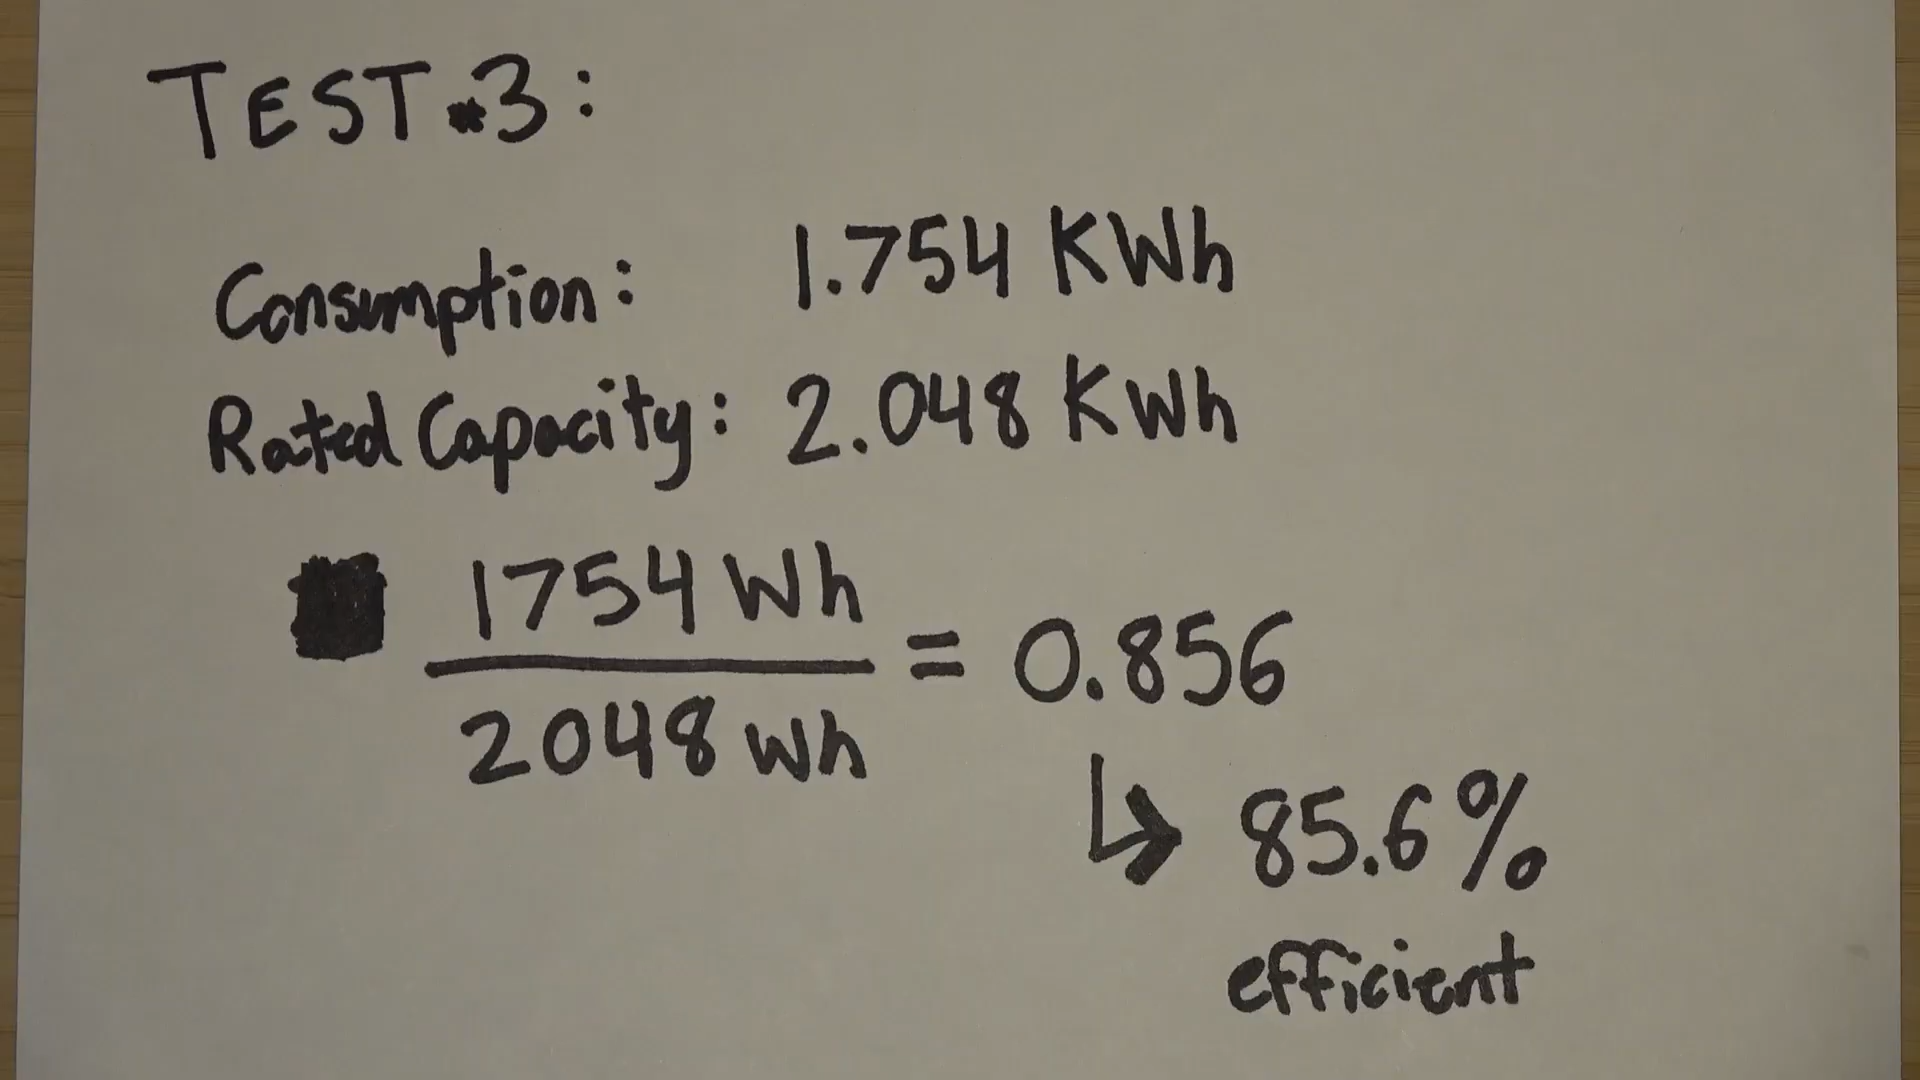 TEST #3:
Consumption: 1.754 KWh
Rated Capacity: 2.048 KWh
1754 Wh
= 0.856
2048 Wh
↳ 85.6%
efficient